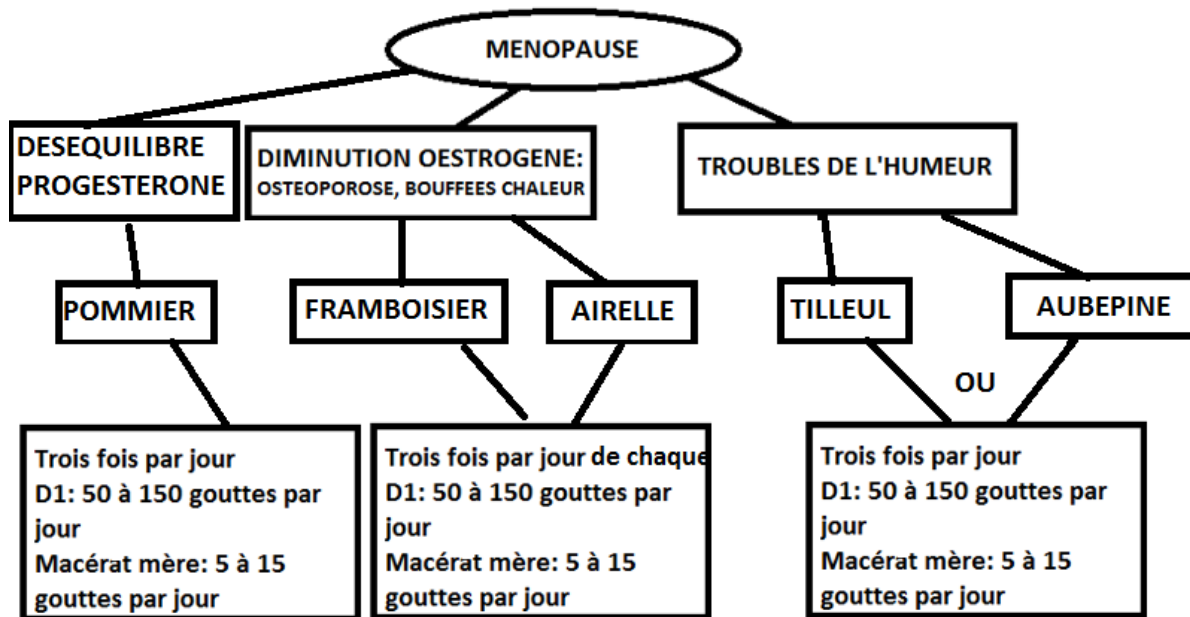 MENOPAUSE
DESEQUILIBRE
PROGESTERONE
DIMINUTION OESTROGENE:
OSTEOPOROSE, BOUFFEES CHALEUR
TROUBLES DE L'HUMEUR
POMMIER
FRAMBOISIER
AIRELLE
TILLEUL
AUBEPINE
OU
Trois fois par jour
D1: 50 à 150 gouttes par
jour
Macérat mère: 5 à 15
gouttes par jour
Trois fois par jour de chaque
D1: 50 à 150 gouttes par
jour
Macérat mère: 5 à 15
gouttes par jour
Trois fois par jour
D1: 50 à 150 gouttes par
jour
Macérat mère: 5 à 15
gouttes par jour